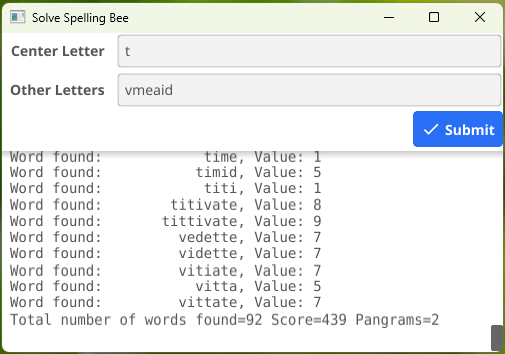 Solve Spelling Bee
Center Letter t
Other Letters vmeaid
Submit
Word found: time, Value: 1
Word found: timid, Value: 5
Word found: titi, Value: 1
Word found: titivate, Value: 8
Word found: tittivate, Value: 9
Word found: vedette, Value: 7
Word found: vidette, Value: 7
Word found: vitiate, Value: 7
Word found: vitta, Value: 5
Word found: vittate, Value: 7
Total number of words found=92 Score=439 Pangrams=2